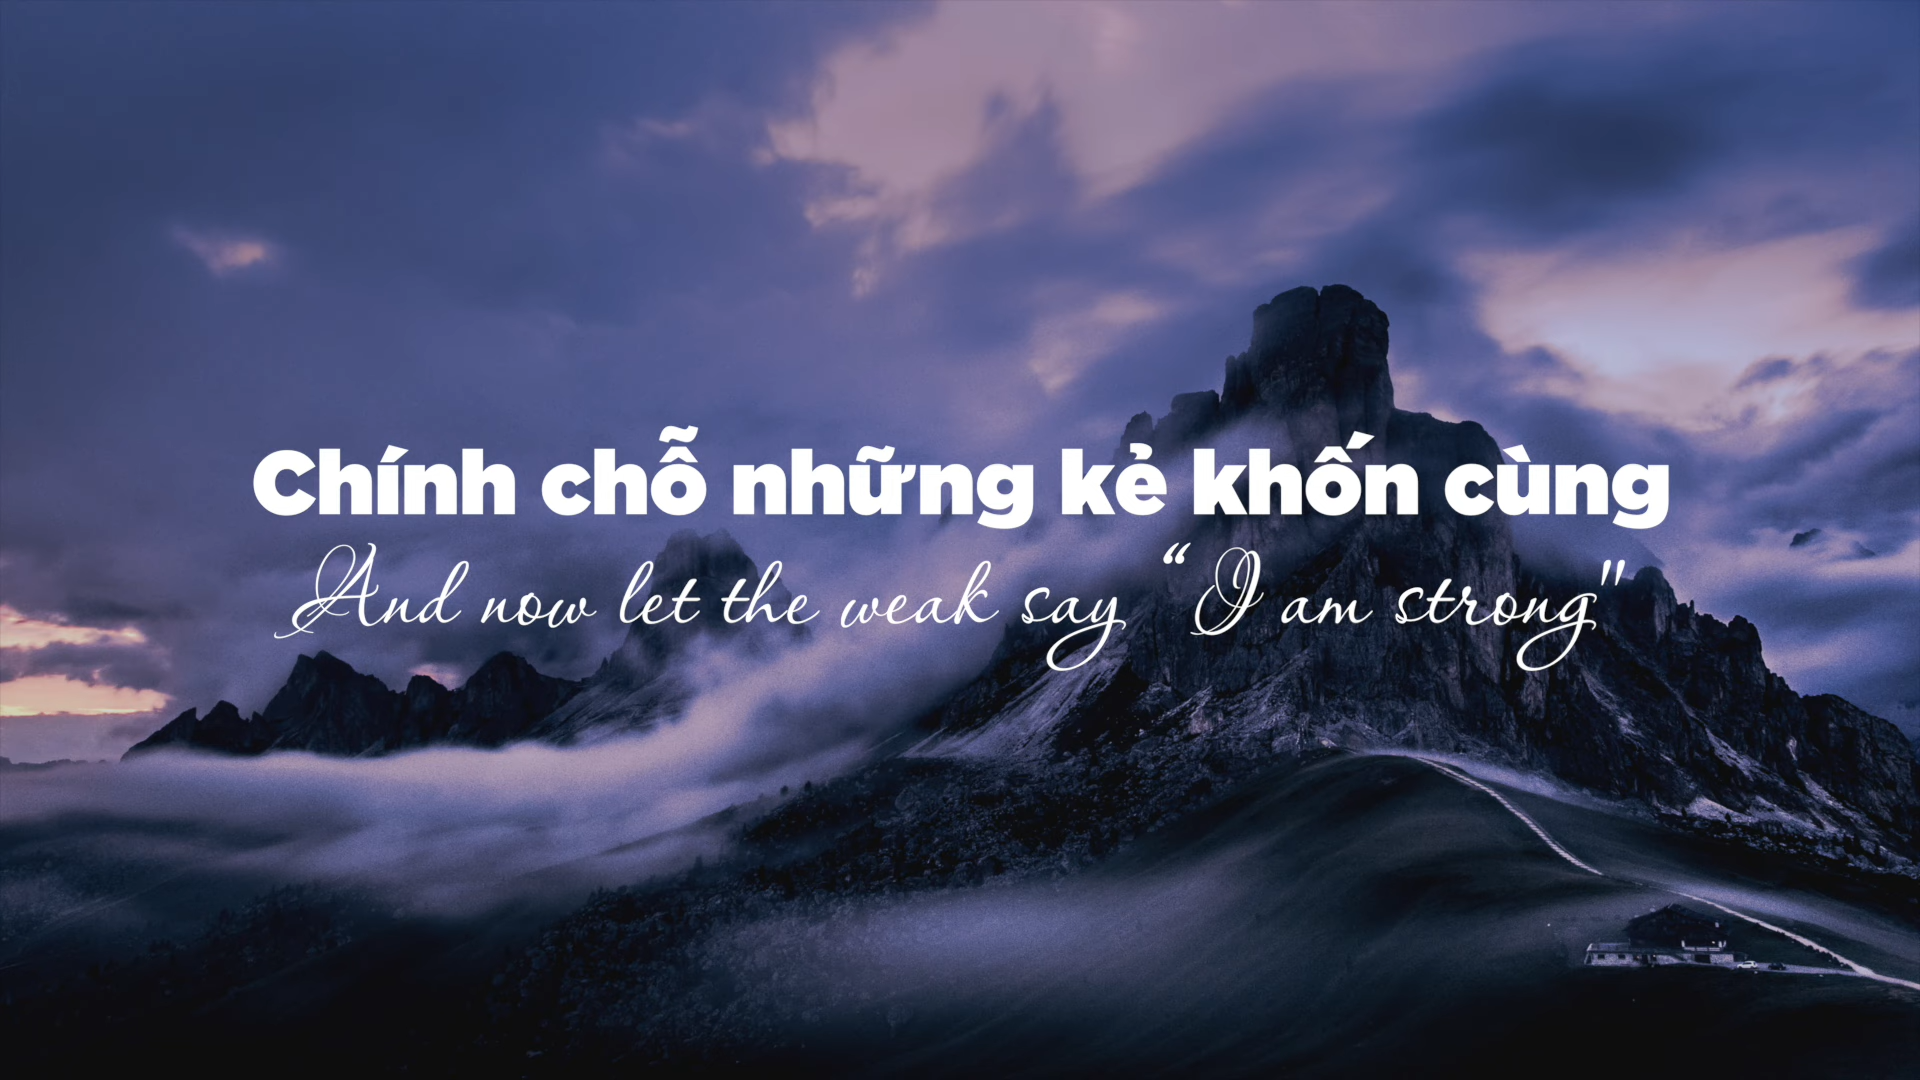 Chính chỗ những kẻ khốn cùng
And now let the weak say “I am strong"